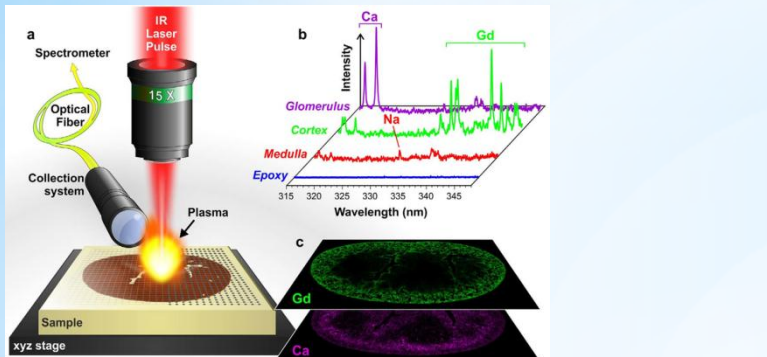 a
IR
Laser
Pulse
Spectrometer
15 X
Optical
Fiber
Collection
system
Plasma
Sample
xyz stage
b
Ca
Gd
Intensity
Glomerulus
Cortex
Na
Medulla
Epoxy
315 320 325 330 335 340 345
Wavelength (nm)
c
Gd
Ca